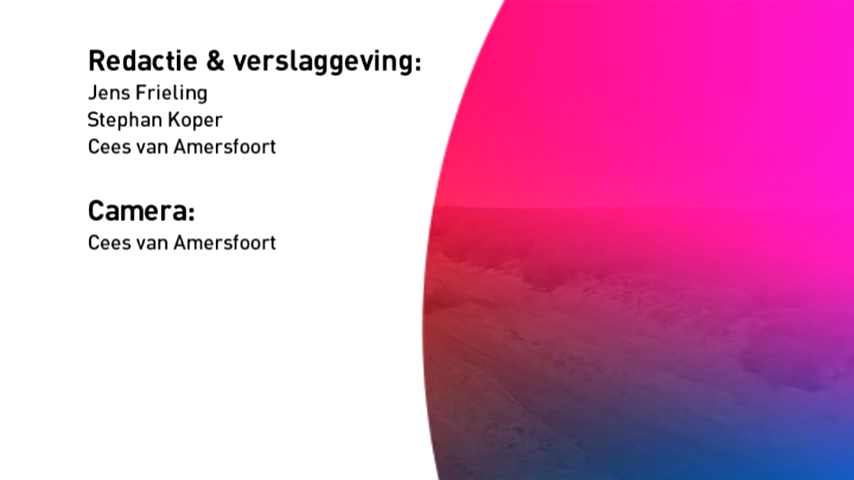 Redactie & verslaggeving:
Jens Frieling
Stephan Koper
Cees van Amersfoort
Camera:
Cees van Amersfoort